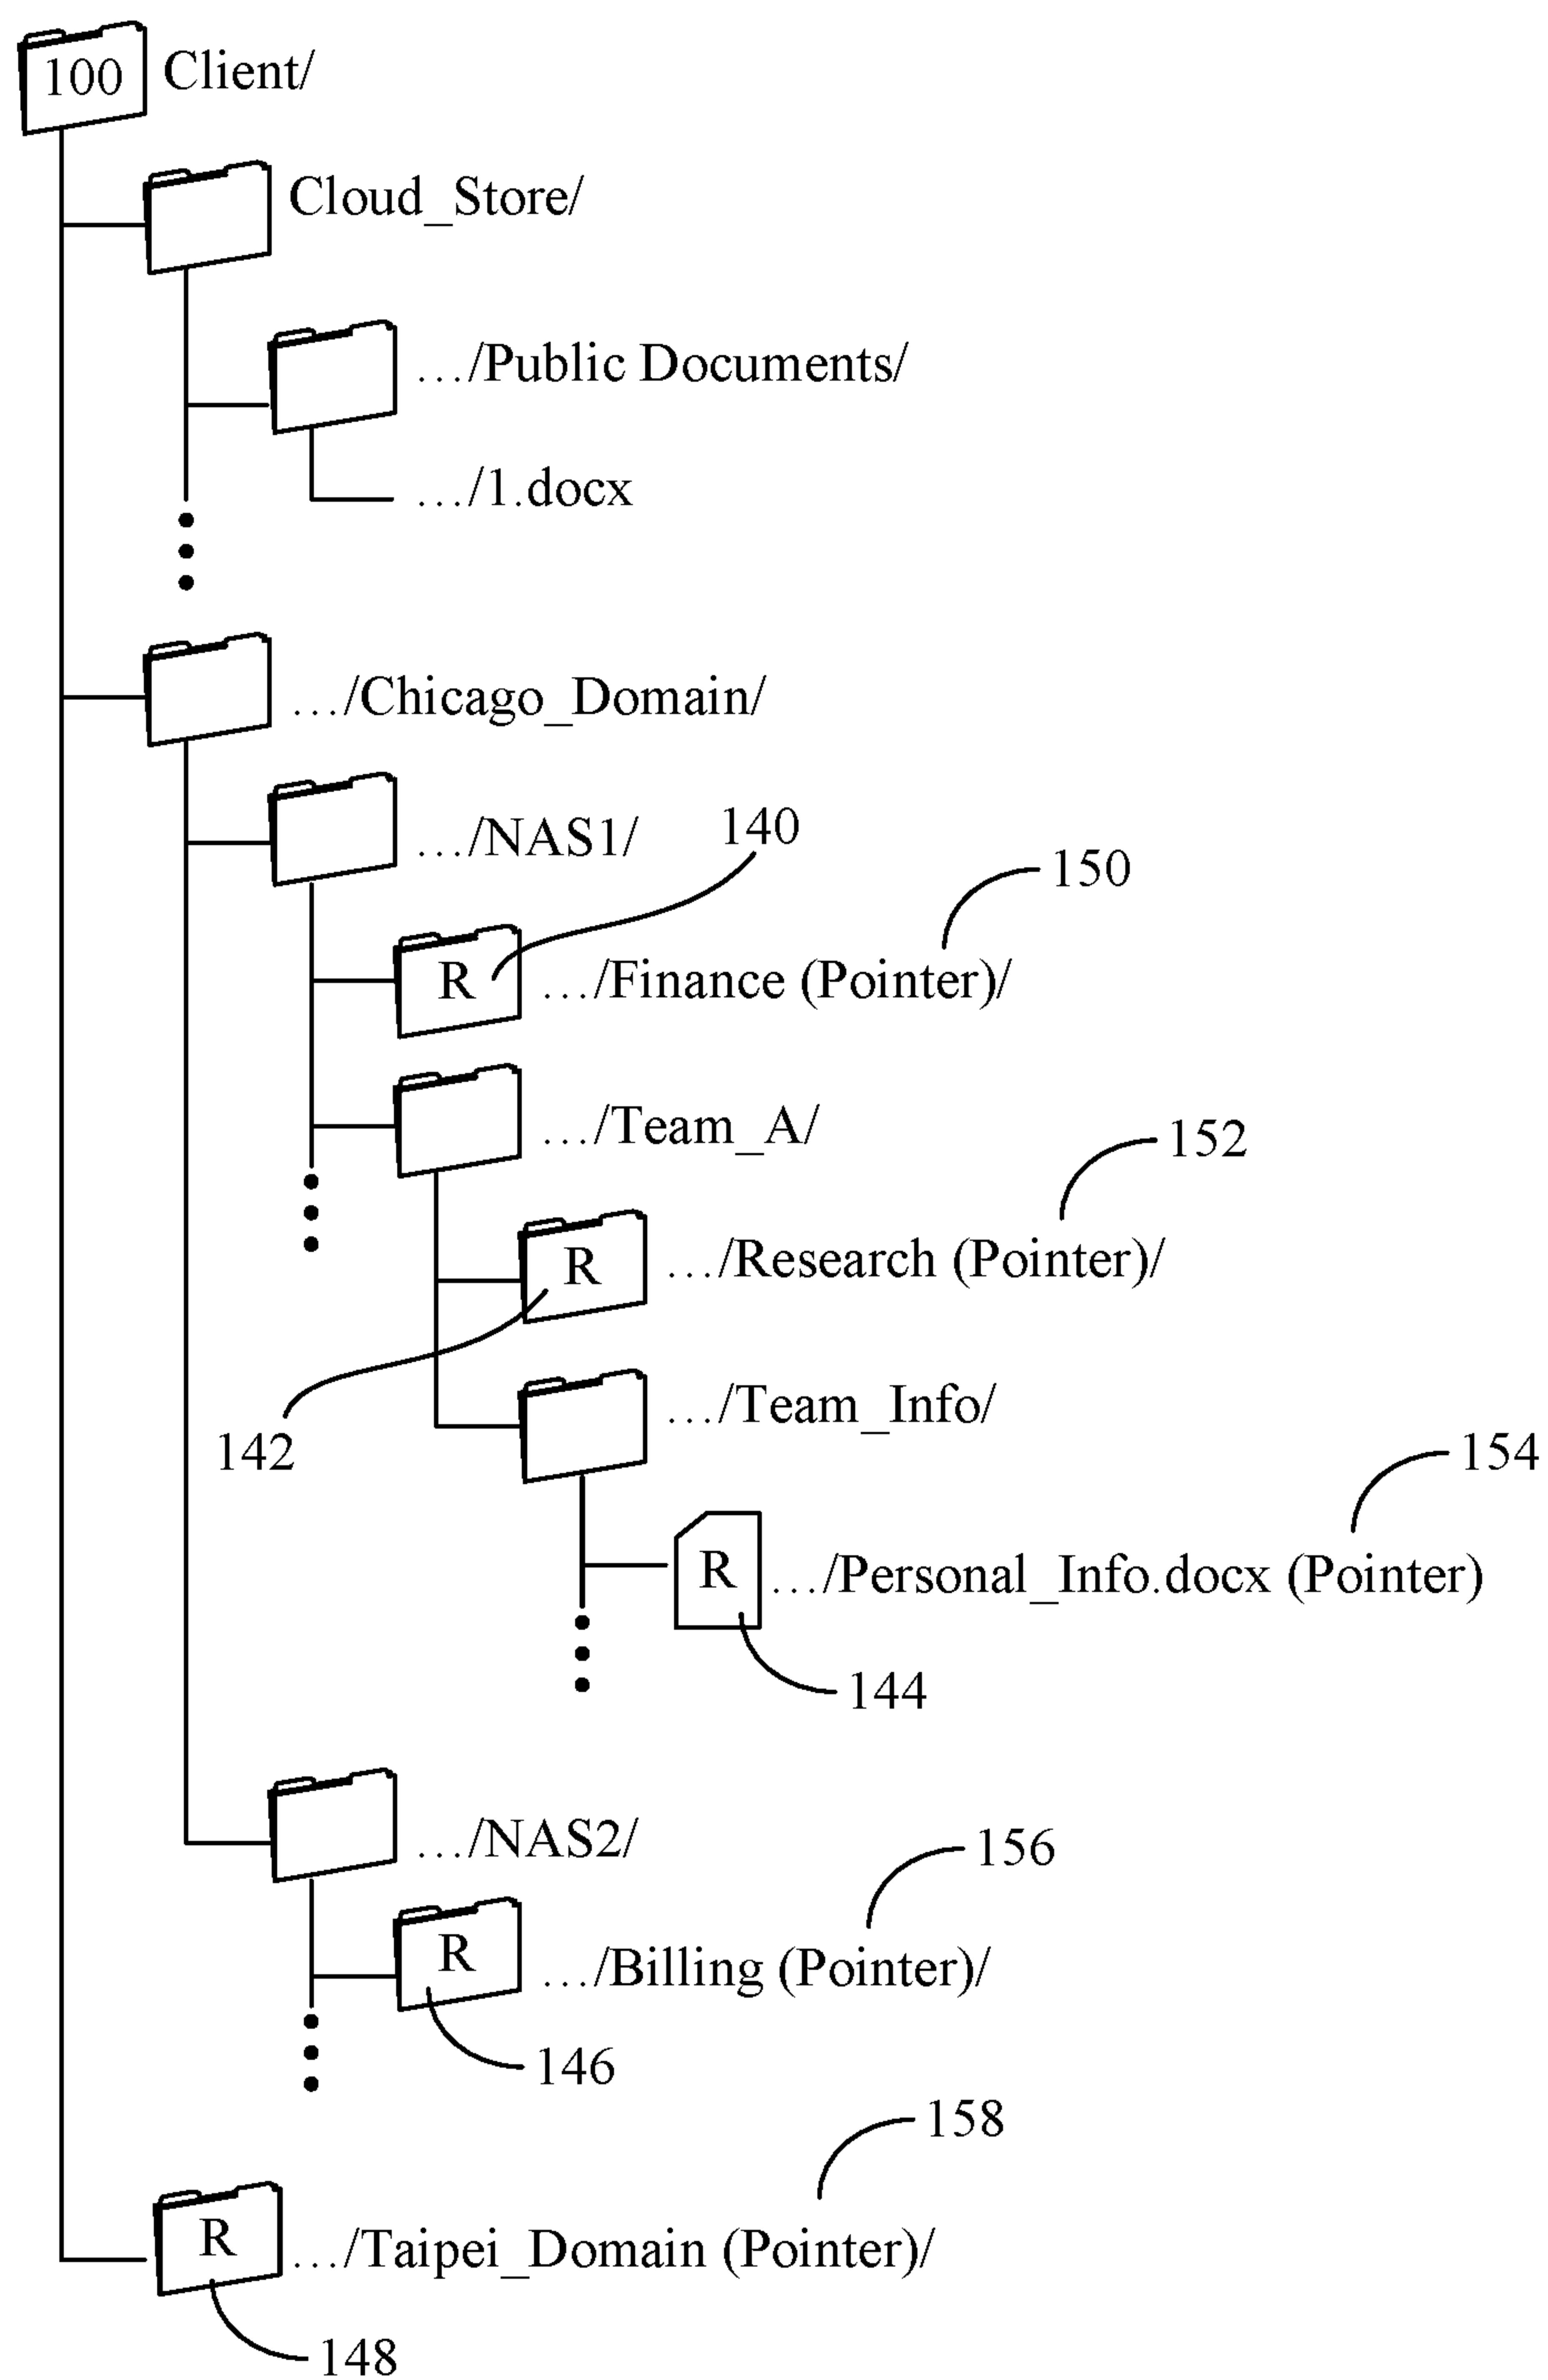 100 Client/
Cloud_Store/
.../Public Documents/
.../1.docx
.../Chicago_Domain/
.../NAS1/
140
150
R .../Finance (Pointer)/
.../Team_A/
152
R .../Research (Pointer)/
.../Team_Info/
142
154
R .../Personal_Info.docx (Pointer)
144
.../NAS2/
156
R .../Billing (Pointer)/
146
158
R .../Taipei_Domain (Pointer)/
148